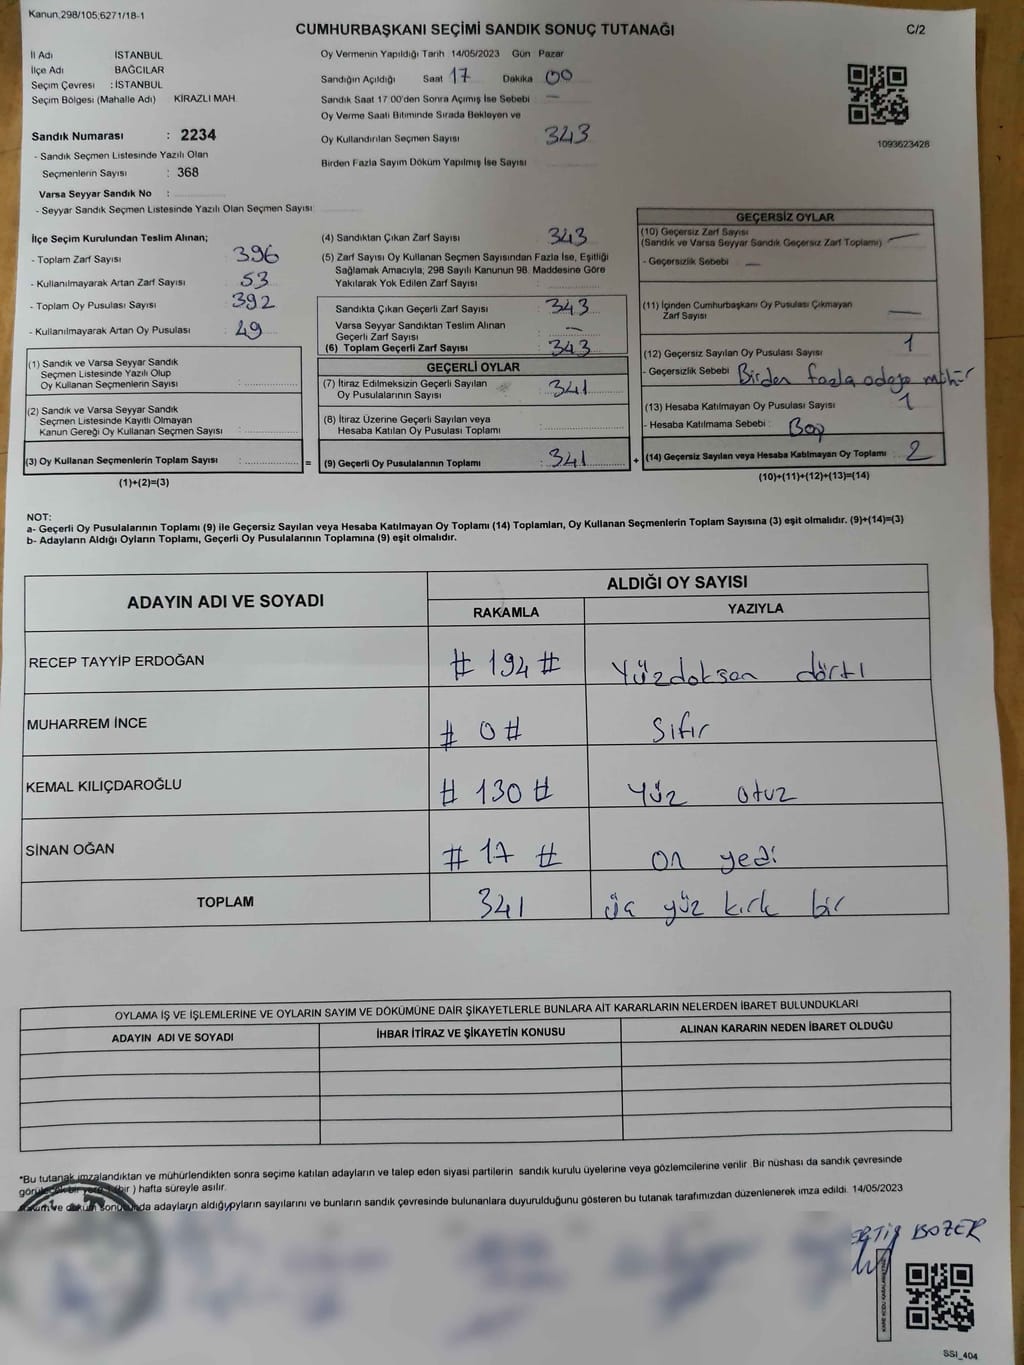 Kanun,298/105;6271/18-1
CUMHURBAŞKANI SEÇİMİ SANDIK SONUÇ TUTANAĞI
C/2
İl Adı İSTANBUL
İlçe Adı BAĞCILAR
Seçim Çevresi : İSTANBUL
Seçim Bölgesi (Mahalle Adı) KİRAZLI MAH.
Sandık Numarası : 2234
- Sandık Seçmen Listesinde Yazılı Olan
Seçmenlerin Sayısı : 368
Varsa Seyyar Sandık No :
- Seyyar Sandık Seçmen Listesinde Yazılı Olan Seçmen Sayısı:
Oy Vermenin Yapıldığı Tarih 14/05/2023 Gün Pazar
Sandığın Açıldığı Saat 17 Dakika 00
Sandık Saat 17:00'den Sonra Açımış İse Sebebi —
Oy Verme Saati Bitiminde Sırada Bekleyen ve
Oy Kullandırılan Seçmen Sayısı 343
Birden Fazla Sayım Döküm Yapılmış İse Sayısı
1093623428
İlçe Seçim Kurulundan Teslim Alınan;
- Toplam Zarf Sayısı : 396
- Kullanılmayarak Artan Zarf Sayısı : 53
- Toplam Oy Pusulası Sayısı : 392
- Kullanılmayarak Artan Oy Pusulası : 49
(1) Sandık ve Varsa Seyyar Sandık
Seçmen Listesinde Yazılı Olup
Oy Kullanan Seçmenlerin Sayısı :
(2) Sandık ve Varsa Seyyar Sandık
Seçmen Listesinde Kayıtlı Olmayan
Kanun Gereği Oy Kullanan Seçmen Sayısı :
(3) Oy Kullanan Seçmenlerin Toplam Sayısı : =
(1)+(2)=(3)
(4) Sandıktan Çıkan Zarf Sayısı : 343
(5) Zarf Sayısı Oy Kullanan Seçmen Sayısından Fazla İse, Eşitliği
Sağlamak Amacıyla, 298 Sayılı Kanunun 98. Maddesine Göre
Yakılarak Yok Edilen Zarf Sayısı :
Sandıkta Çıkan Geçerli Zarf Sayısı : 343
Varsa Seyyar Sandıktan Teslim Alınan
Geçerli Zarf Sayısı : —
(6) Toplam Geçerli Zarf Sayısı : 343
GEÇERLİ OYLAR
(7) İtiraz Edilmeksizin Geçerli Sayılan
Oy Pusulalarının Sayısı : 341
(8) İtiraz Üzerine Geçerli Sayılan veya
Hesaba Katılan Oy Pusulası Toplamı :
(9) Geçerli Oy Pusulalarının Toplamı : 341 +
GEÇERSİZ OYLAR
(10) Geçersiz Zarf Sayısı
(Sandık ve Varsa Seyyar Sandık Geçersiz Zarf Toplamı) —
- Geçersizlik Sebebi —
(11) İçinden Cumhurbaşkanı Oy Pusulası Çıkmayan
Zarf Sayısı —
(12) Geçersiz Sayılan Oy Pusulası Sayısı 1
- Geçersizlik Sebebi Birden fazla adaya mühür
(13) Hesaba Katılmayan Oy Pusulası Sayısı 1
- Hesaba Katılmama Sebebi : Boş
(14) Geçersiz Sayılan veya Hesaba Katılmayan Oy Toplamı : 2
(10)+(11)+(12)+(13)=(14)
NOT:
a- Geçerli Oy Pusulalarının Toplamı (9) ile Geçersiz Sayılan veya Hesaba Katılmayan Oy Toplamı (14) Toplamları, Oy Kullanan Seçmenlerin Toplam Sayısına (3) eşit olmalıdır. (9)+(14)=(3)
b- Adayların Aldığı Oyların Toplamı, Geçerli Oy Pusulalarının Toplamına (9) eşit olmalıdır.
ADAYIN ADI VE SOYADI ALDIĞI OY SAYISI
RAKAMLA YAZIYLA
RECEP TAYYİP ERDOĞAN # 194 # Yüzdoksan dört
MUHARREM İNCE # 0 # Sıfır
KEMAL KILIÇDAROĞLU # 130 # Yüz otuz
SİNAN OĞAN # 17 # on yedi
TOPLAM 341 üç yüz kırk bir
OYLAMA İŞ VE İŞLEMLERİNE VE OYLARIN SAYIM VE DÖKÜMÜNE DAİR ŞİKAYETLERLE BUNLARA AİT KARARLARIN NELERDEN İBARET BULUNDUKLARI
ADAYIN ADI VE SOYADI İHBAR İTİRAZ VE ŞİKAYETİN KONUSU ALINAN KARARIN NEDEN İBARET OLDUĞU
*Bu tutanak imzalandıktan ve mühürlendikten sonra seçime katılan adayların ve talep eden siyasi partilerin sandık kurulu üyelerine veya gözlemcilerine verilir. Bir nüshası da sandık çevresinde
bir yere 1 (bir ) hafta süreyle asılır.
adayların aldığı oyların sayılarını ve bunların sandık çevresinde bulunanlara duyurulduğunu gösteren bu tutanak tarafımızdan düzenlenerek imza edildi. 14/05/2023
BOZER
SSI_404